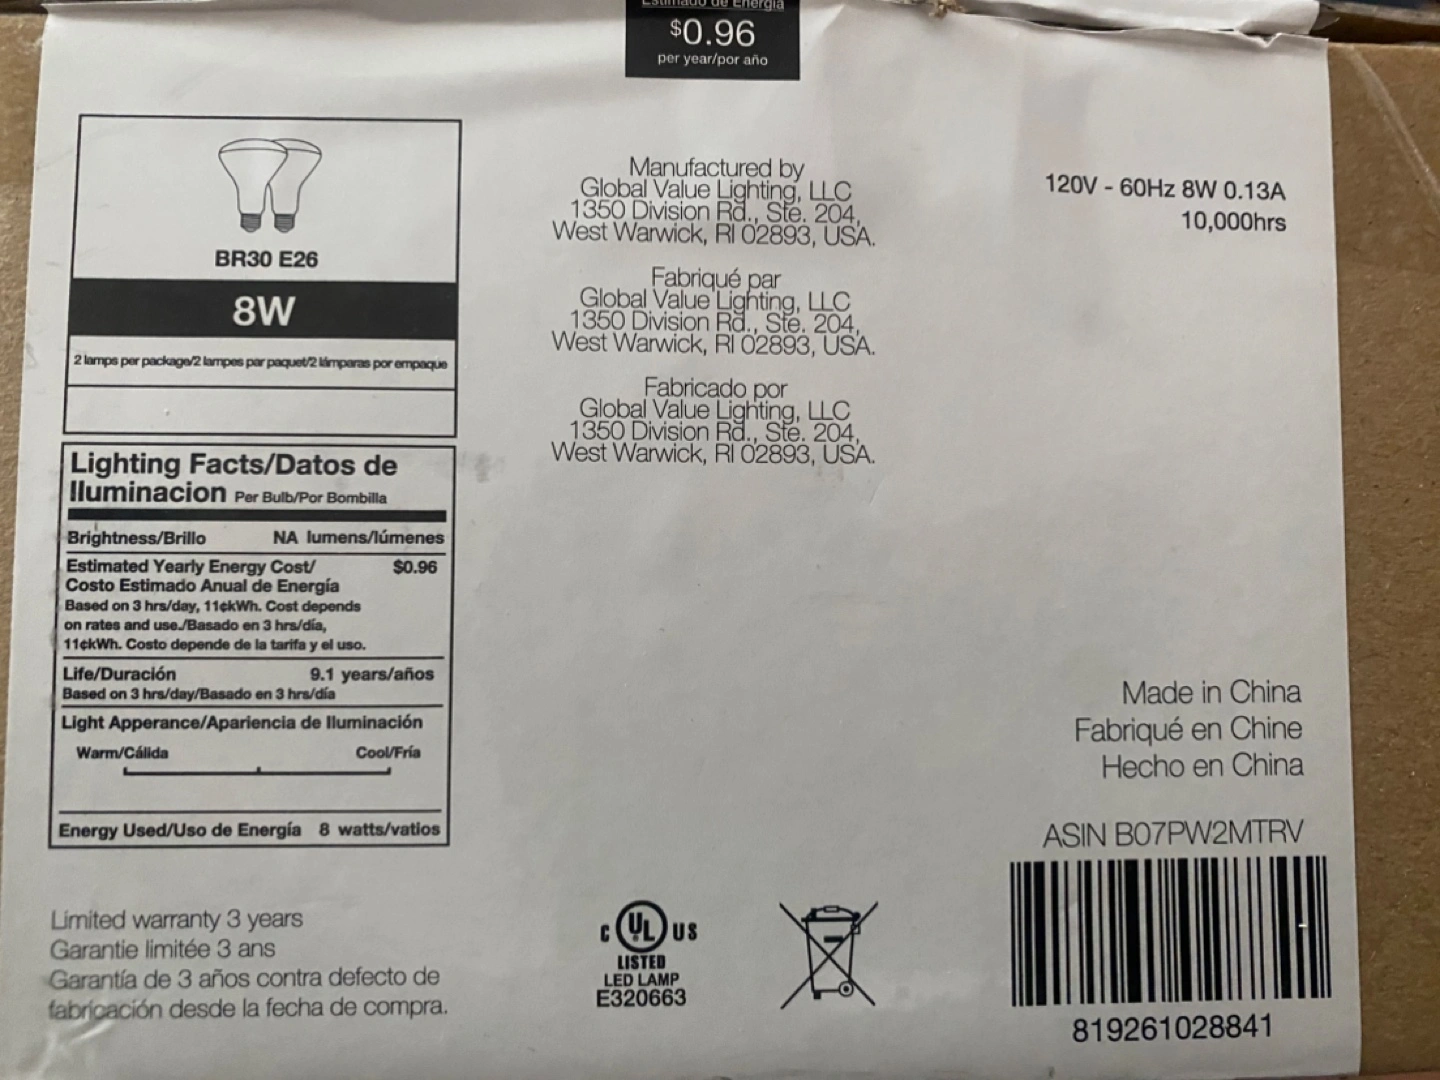 Estimado de Energía
$0.96
per year/por año
BR30 E26
8W
2 lamps per package/2 lampes par paquet/2 lámparas por empaque
Lighting Facts/Datos de
Iluminacion Per Bulb/Por Bombilla
Brightness/Brillo NA lumens/lúmenes
Estimated Yearly Energy Cost/ $0.96
Costo Estimado Anual de Energía
Based on 3 hrs/day, 11¢kWh. Cost depends
on rates and use./Basado en 3 hrs/día,
11¢kWh. Costo depende de la tarifa y el uso.
Life/Duración 9.1 years/años
Based on 3 hrs/day/Basado en 3 hrs/día
Light Apperance/Apariencia de Iluminación
Warm/Cálida Cool/Fría
Energy Used/Uso de Energía 8 watts/vatios
Limited warranty 3 years
Garantie limitée 3 ans
Garantía de 3 años contra defecto de
fabricación desde la fecha de compra.
Manufactured by
Global Value Lighting, LLC
1350 Division Rd., Ste. 204,
West Warwick, RI 02893, USA.
Fabriqué par
Global Value Lighting, LLC
1350 Division Rd., Ste. 204,
West Warwick, RI 02893, USA.
Fabricado por
Global Value Lighting, LLC
1350 Division Rd., Ste. 204,
West Warwick, RI 02893, USA.
C UL US
LISTED
LED LAMP
E320663
120V - 60Hz 8W 0.13A
10,000hrs
Made in China
Fabriqué en Chine
Hecho en China
ASIN B07PW2MTRV
819261028841